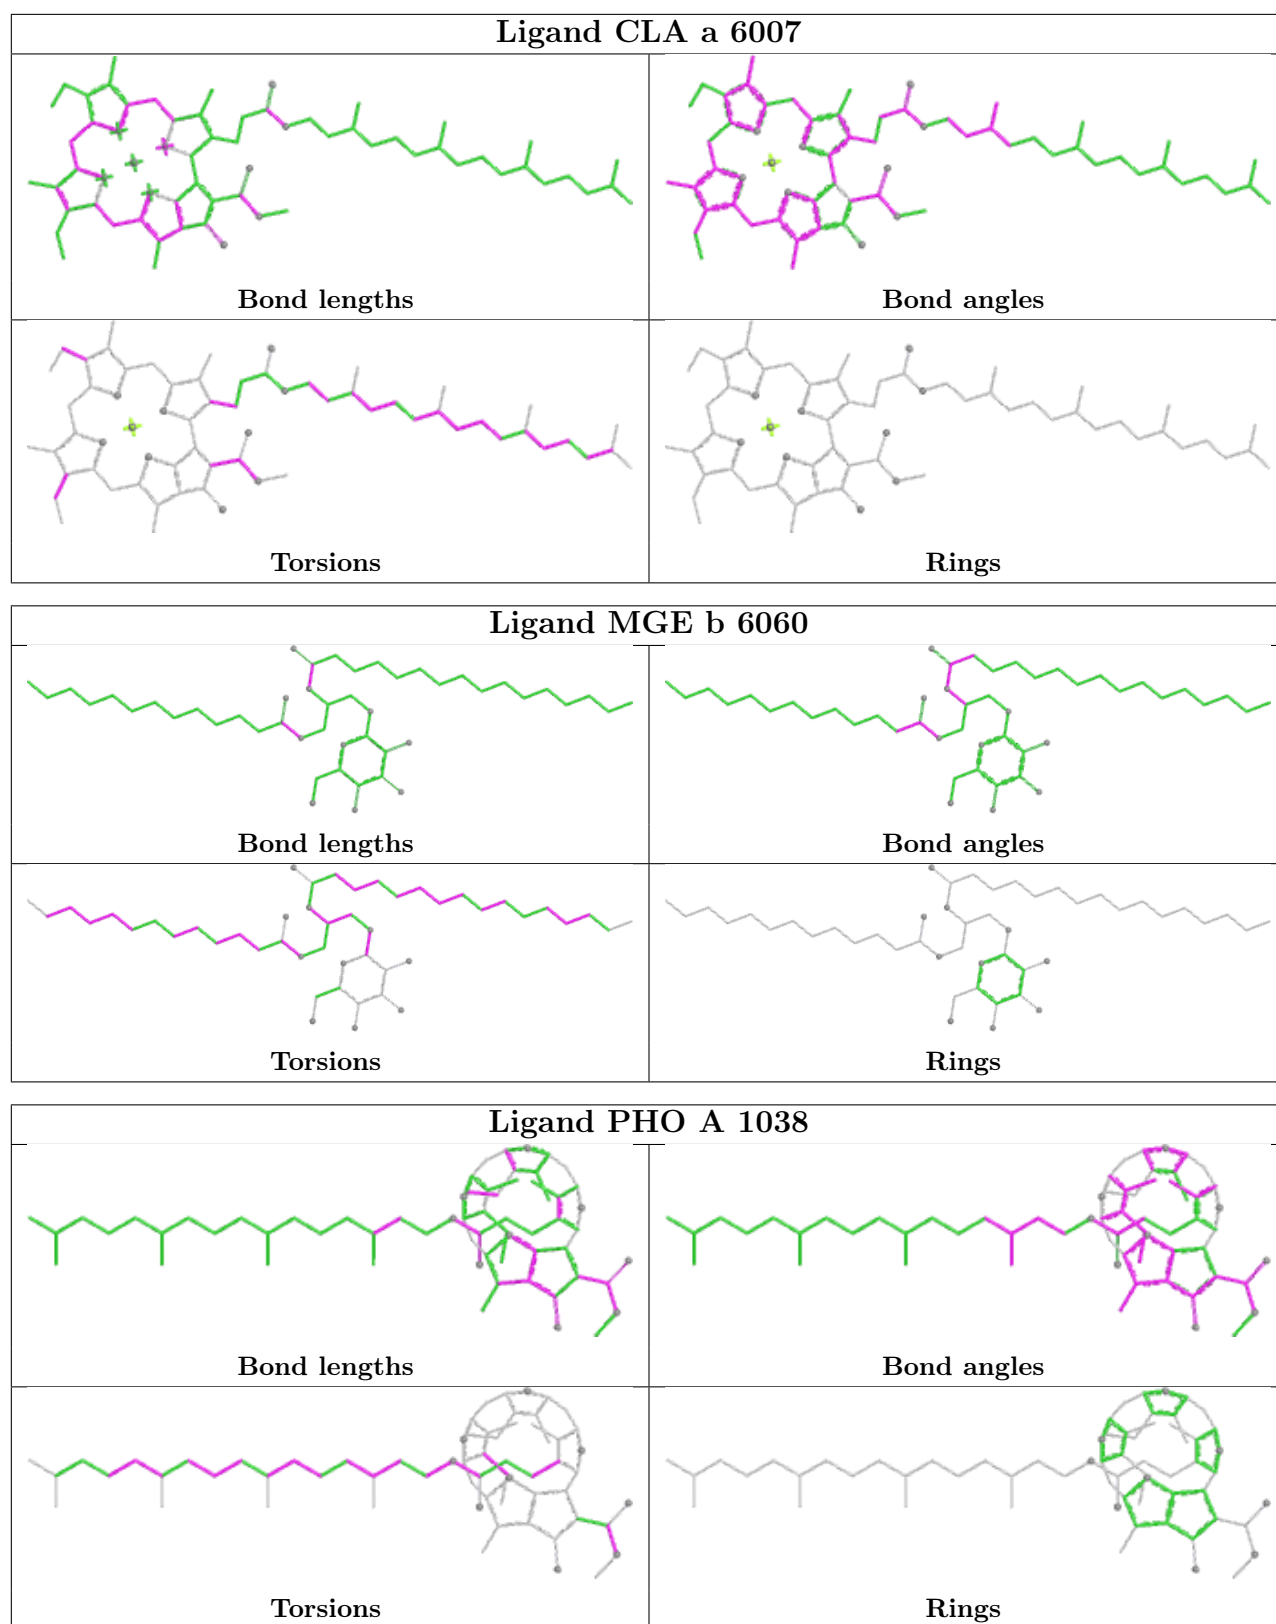 Ligand CLA a 6007
Bond lengths
Bond angles
Torsions
Rings
Ligand MGE b 6060
Bond lengths
Bond angles
Torsions
Rings
Ligand PHO A 1038
Bond lengths
Bond angles
Torsions
Rings